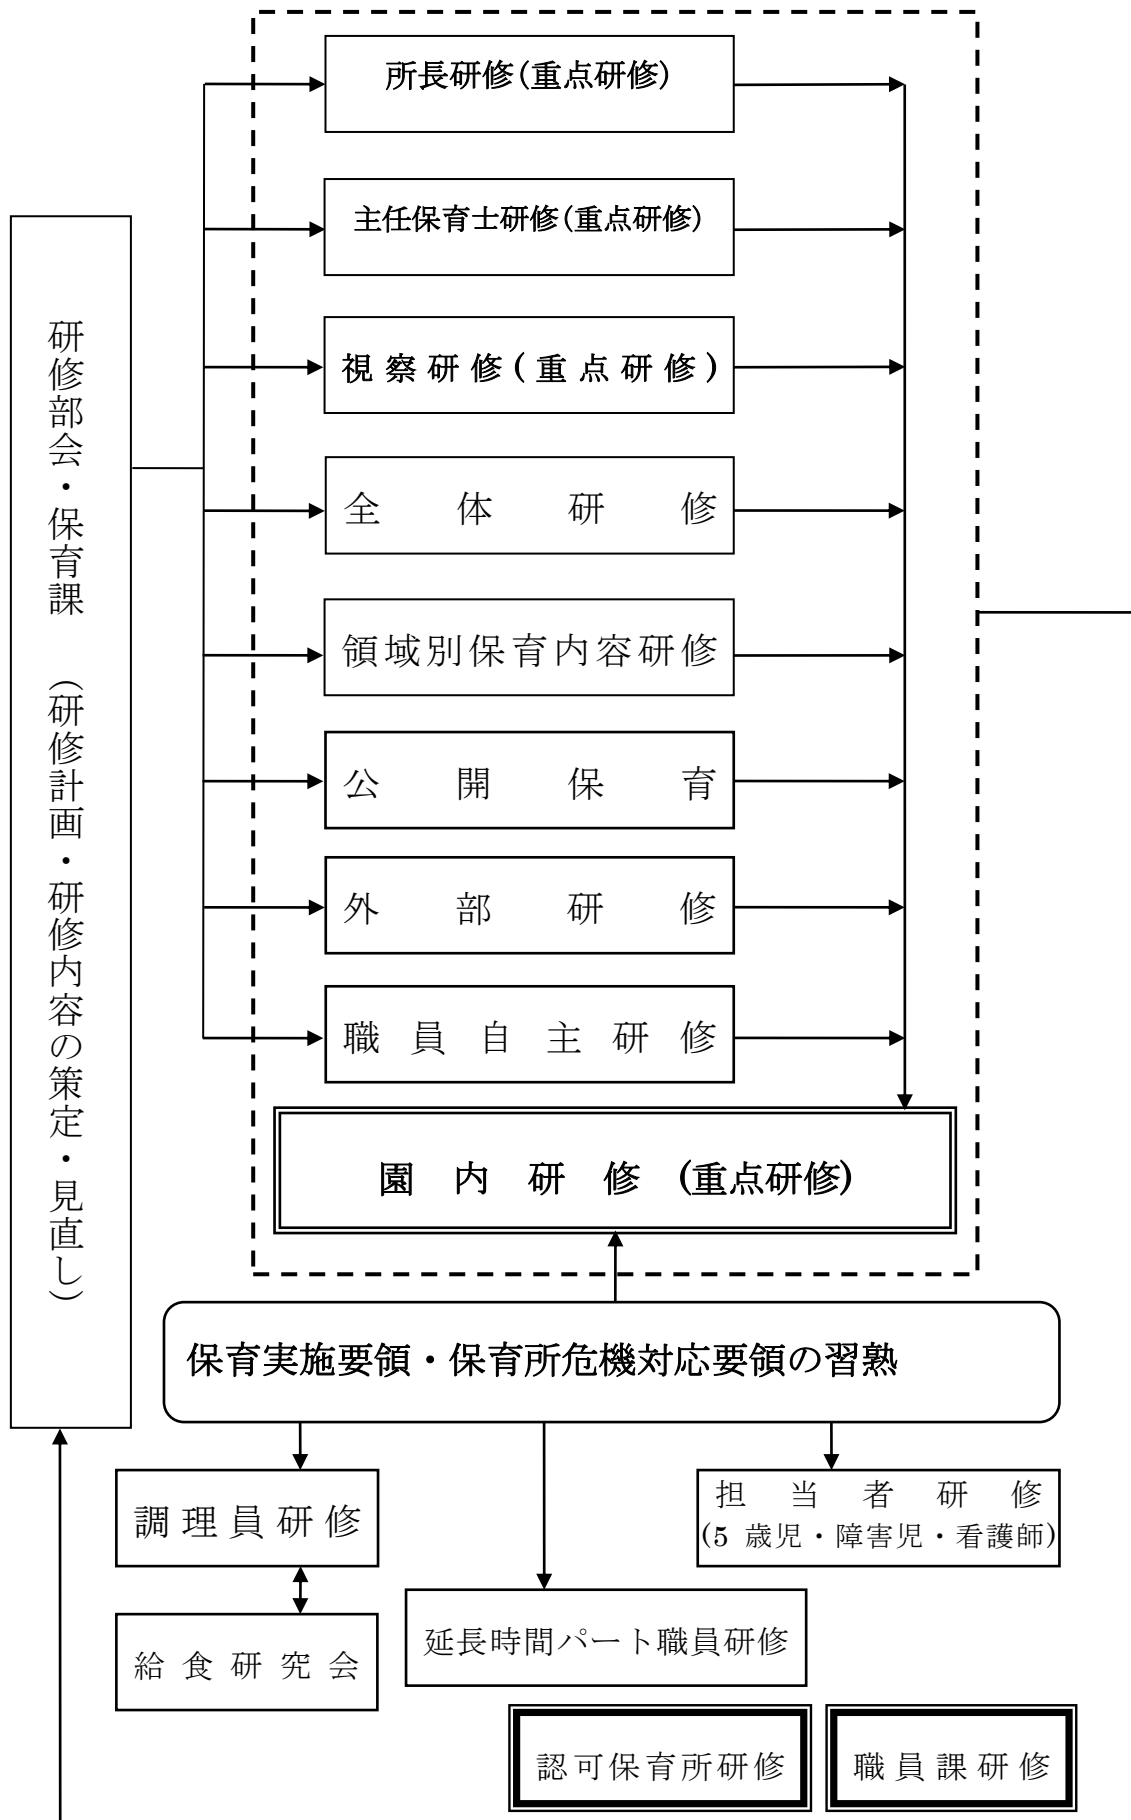 所長研修(重点研修)
主任保育士研修(重点研修)
視察研修(重点研修)
全体研修
領域別保育内容研修
公開保育
外部研修
職員自主研修
園内研修 (重点研修)
研修部会・保育課 (研修計画・研修内容の策定・見直し)
保育実施要領・保育所危機対応要領の習熟
調理員研修
担当者研修
(5 歳児・障害児・看護師)
給食研究会
延長時間パート職員研修
認可保育所研修
職員課研修